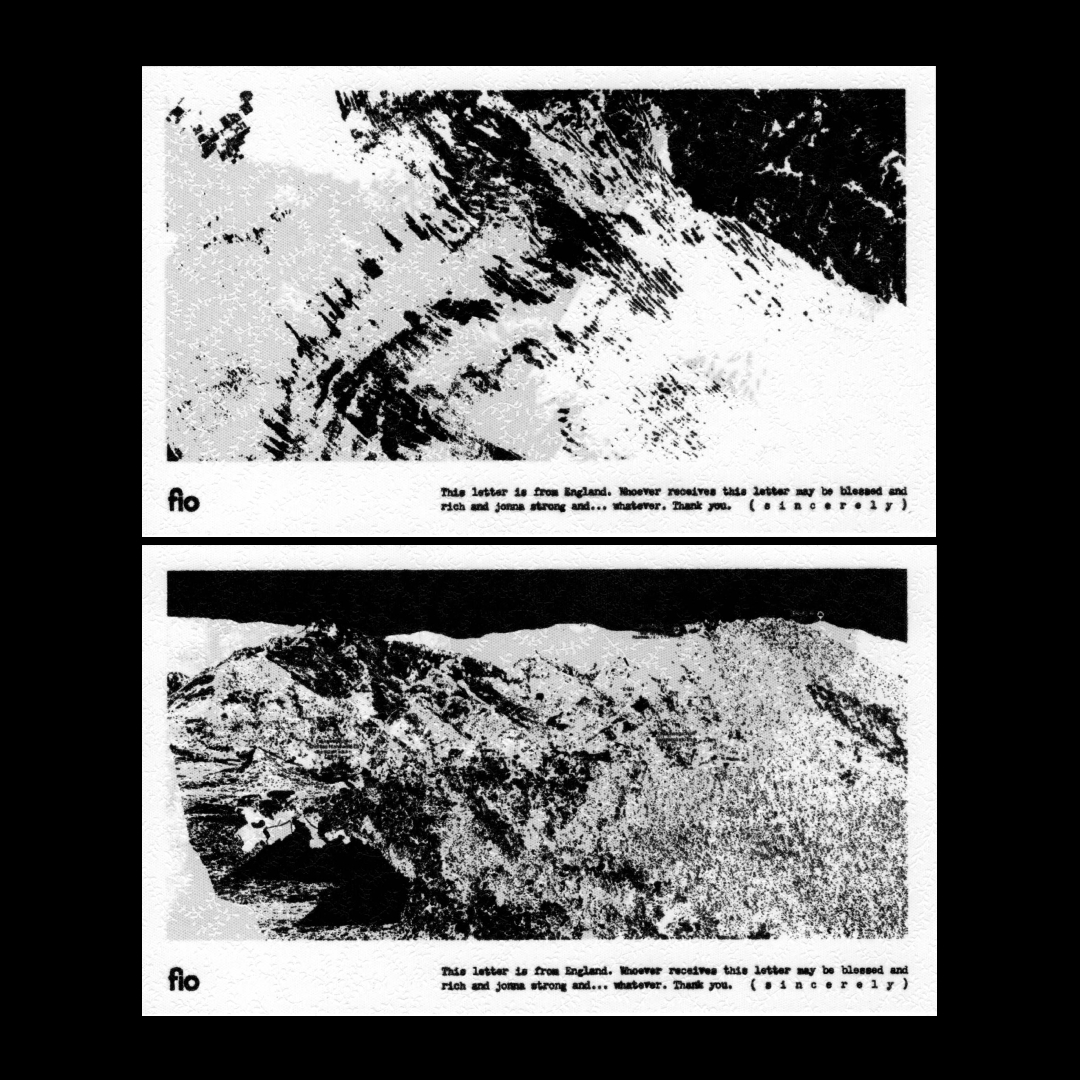 fio
This letter is from England. Whoever receives this letter may be blessed and
rich and jonna strong and... whatever. Thank you. ( s i n c e r e l y )
fio
This letter is from England. Whoever receives this letter may be blessed and
rich and jonna strong and... whatever. Thank you. ( s i n c e r e l y )